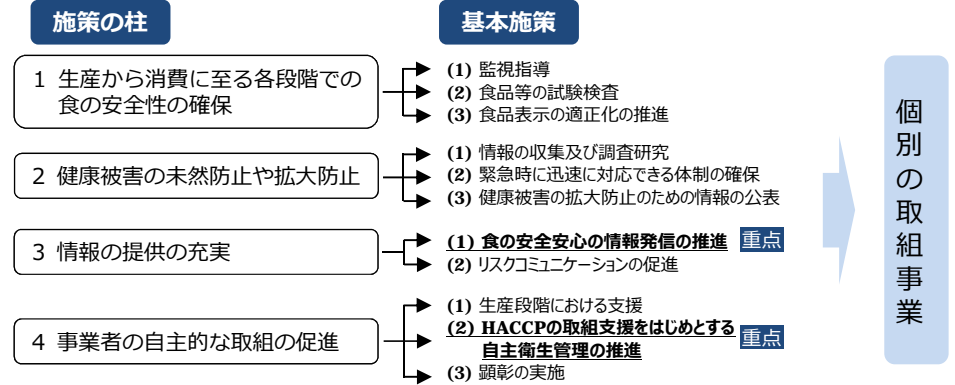 施策の柱
基本施策
1 生産から消費に至る各段階での
食の安全性の確保
(1) 監視指導
(2) 食品等の試験検査
(3) 食品表示の適正化の推進
2 健康被害の未然防止や拡大防止
(1) 情報の収集及び調査研究
(2) 緊急時に迅速に対応できる体制の確保
(3) 健康被害の拡大防止のための情報の公表
3 情報の提供の充実
(1) 食の安全安心の情報発信の推進 重点
(2) リスクコミュニケーションの促進
4 事業者の自主的な取組の促進
(1) 生産段階における支援
(2) HACCPの取組支援をはじめとする
自主衛生管理の推進 重点
(3) 顕彰の実施
個別の取組事業